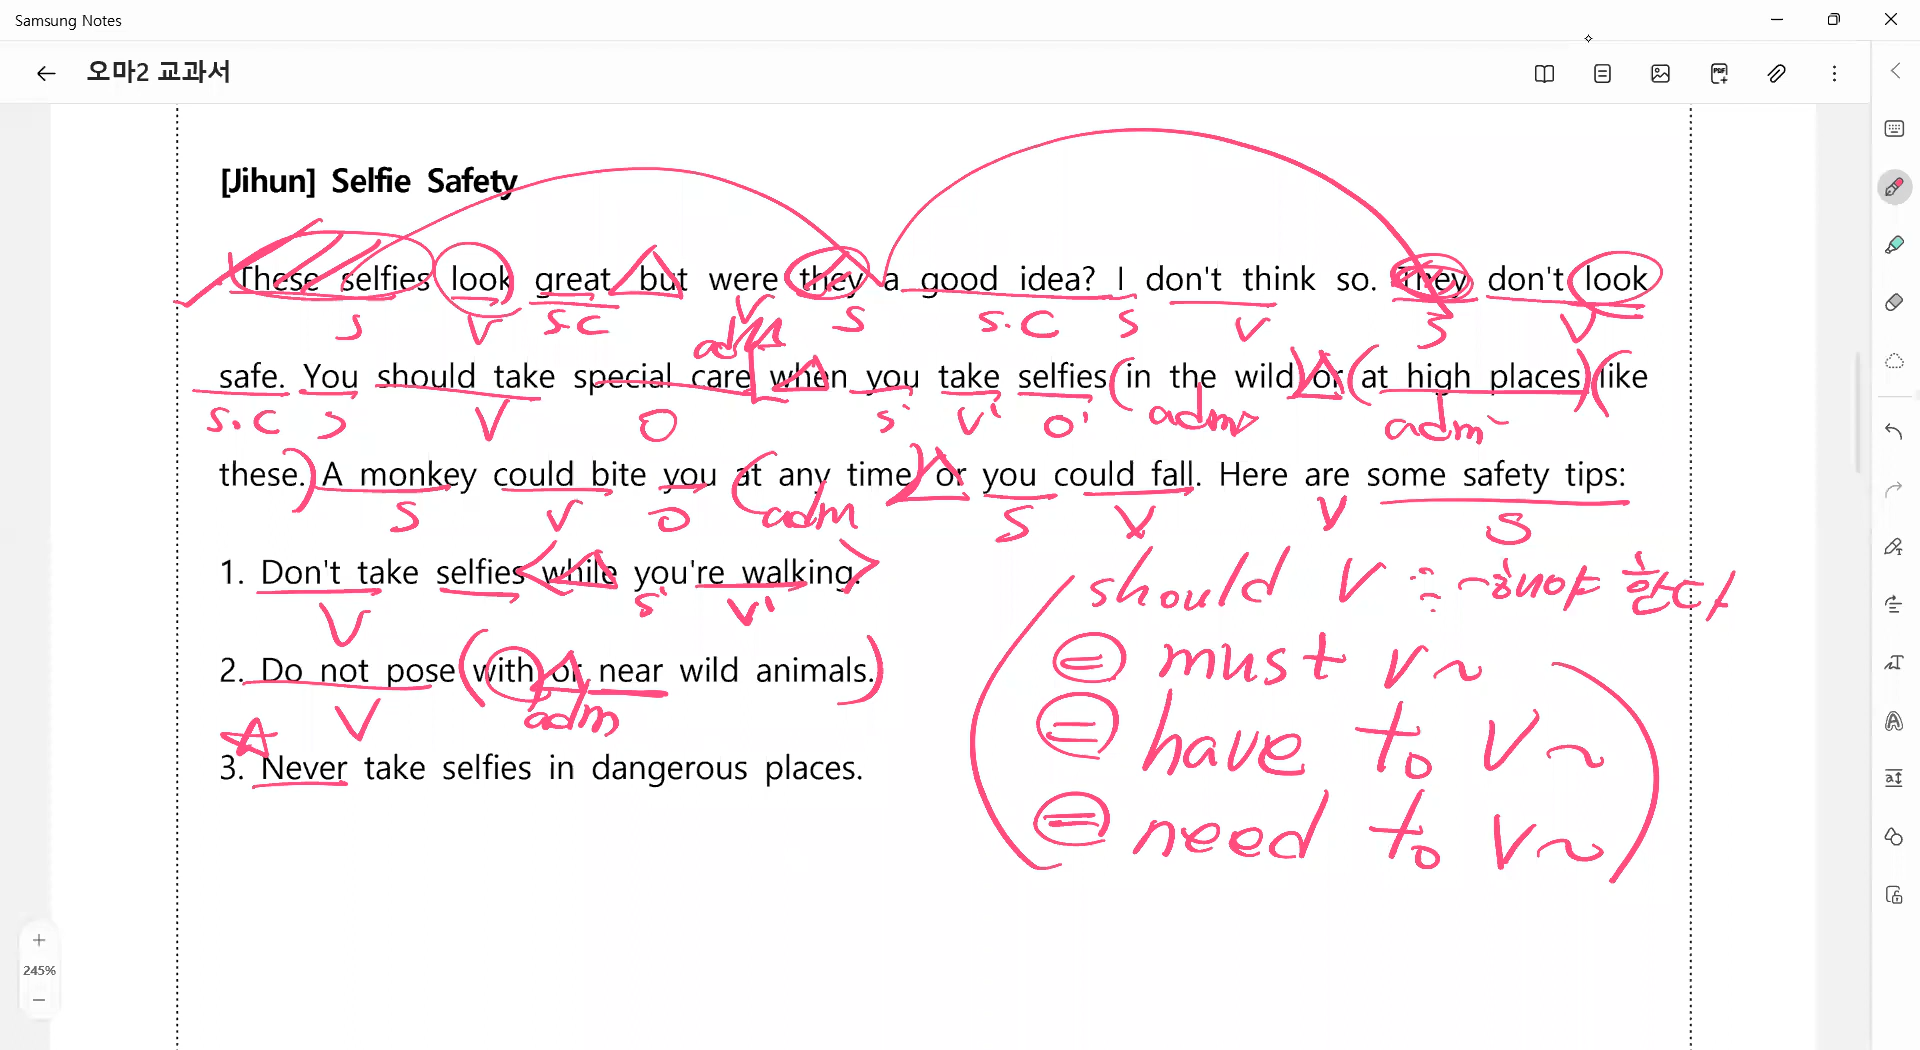 Samsung Notes
오마2 교과서
[Jihun] Selfie Safety
These selfies look great but were they a good idea? I don't think so. They don't look
S V S.C V S S.C S V S V
adm
safe. You should take special care when you take selfies (in the wild) or (at high places) (like
S.C S V O S' V' O' adm adm
these.) A monkey could bite you (at any time) or you could fall. Here are some safety tips:
S V O adm S V V S
1. Don't take selfies <while you're walking.>
V S' V'
should V : ~해야 한다
2. Do not pose (with or near wild animals.)
V adm
= must V ~
= have to V ~
3. Never take selfies in dangerous places.
= need to V ~
245%